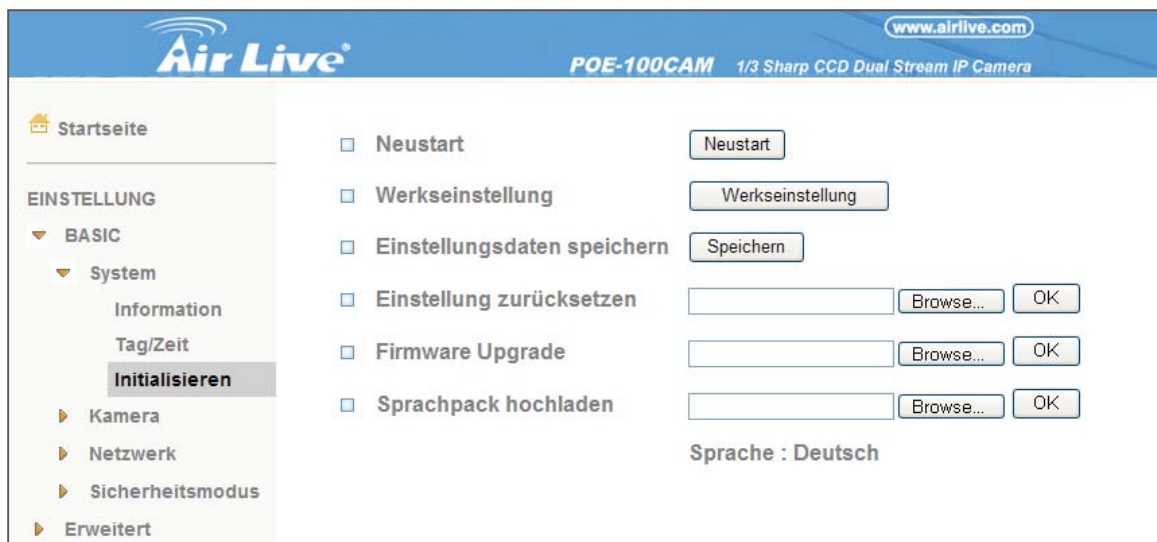 www.airlive.com
Air Live®
POE-100CAM 1/3 Sharp CCD Dual Stream IP Camera
Startseite
EINSTELLUNG
BASIC
System
Information
Tag/Zeit
Initialisieren
Kamera
Netzwerk
Sicherheitsmodus
Erweitert
Neustart Neustart
Werkseinstellung Werkseinstellung
Einstellungsdaten speichern Speichern
Einstellung zurücksetzen Browse... OK
Firmware Upgrade Browse... OK
Sprachpack hochladen Browse... OK
Sprache : Deutsch